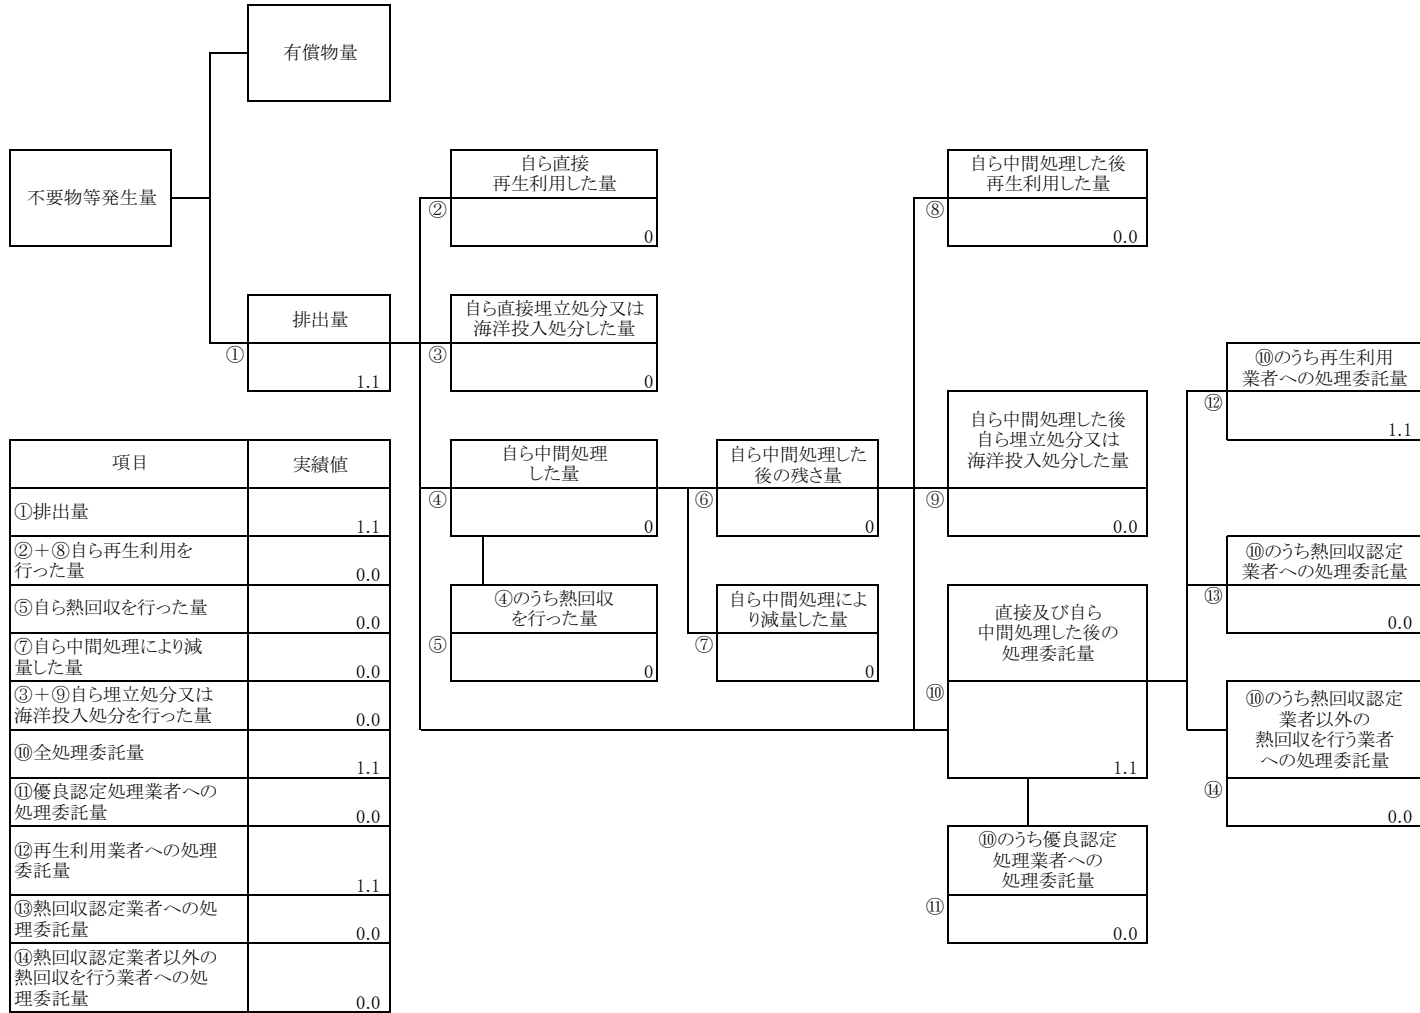 有償物量
不要物等発生量
自ら直接
再生利用した量
②
0
自ら中間処理した後
再生利用した量
⑧
0.0
排出量
①
1.1
自ら直接埋立処分又は
海洋投入処分した量
③
0
⑩のうち再生利用
業者への処理委託量
⑫
1.1
自ら中間処理
した量
④
0
自ら中間処理した
後の残さ量
⑥
0
自ら中間処理した後
自ら埋立処分又は
海洋投入処分した量
⑨
0.0
⑩のうち熱回収認定
業者への処理委託量
⑬
0.0
④のうち熱回収
を行った量
⑤
0
自ら中間処理によ
り減量した量
⑦
0
直接及び自ら
中間処理した後の
処理委託量
⑩
1.1
⑩のうち熱回収認定
業者以外の
熱回収を行う業者
への処理委託量
⑭
0.0
⑩のうち優良認定
処理業者への
処理委託量
⑪
0.0
項目
実績値
①排出量
1.1
②＋⑧自ら再生利用を
行った量
0.0
⑤自ら熱回収を行った量
0.0
⑦自ら中間処理により減
量した量
0.0
③＋⑨自ら埋立処分又は
海洋投入処分を行った量
0.0
⑩全処理委託量
1.1
⑪優良認定処理業者への
処理委託量
0.0
⑫再生利用業者への処理
委託量
1.1
⑬熱回収認定業者への処
理委託量
0.0
⑭熱回収認定業者以外の
熱回収を行う業者への処
理委託量
0.0